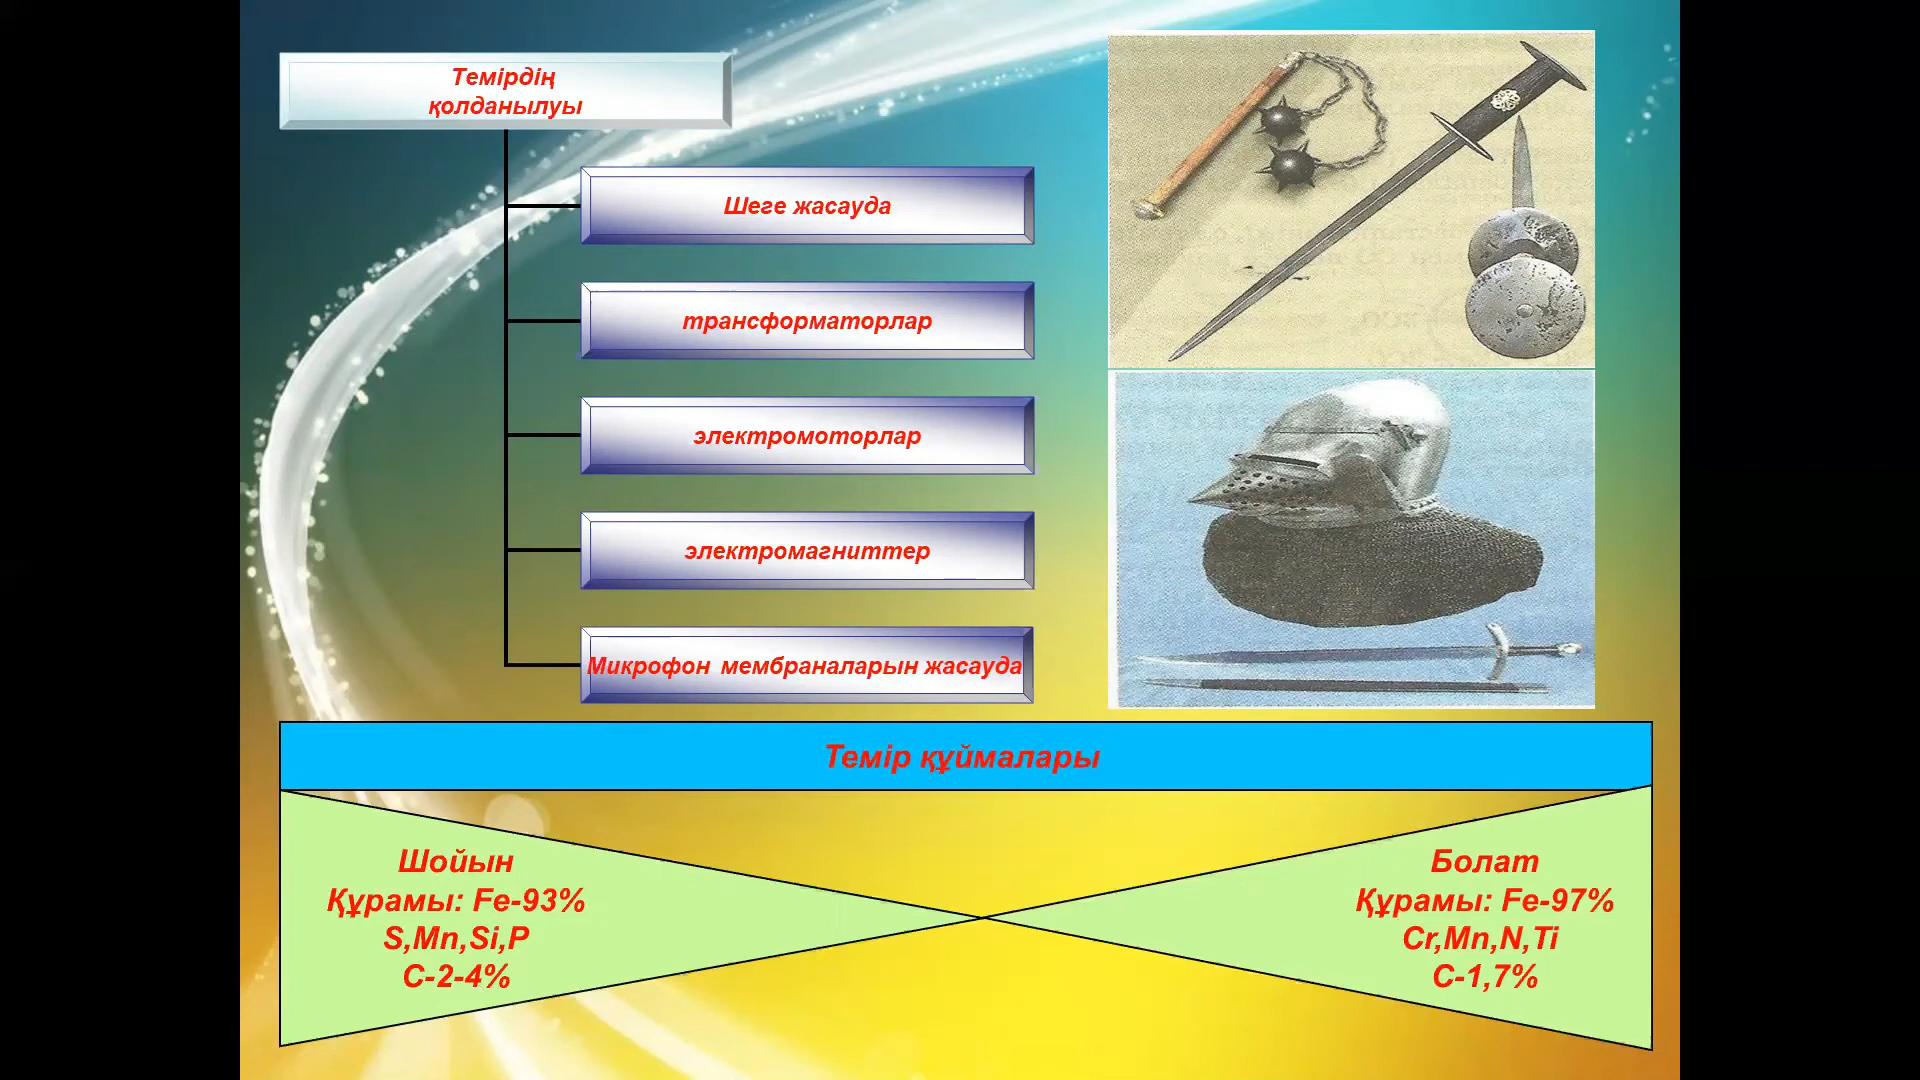 Темірдің
қолданылуы
Шеге жасауда
трансформаторлар
электромоторлар
электромагниттер
Микрофон мембраналарын жасауда
Темір құймалары
Шойын
Құрамы: Fe-93%
S,Mn,Si,P
C-2-4%
Болат
Құрамы: Fe-97%
Cr,Mn,N,Ti
C-1,7%